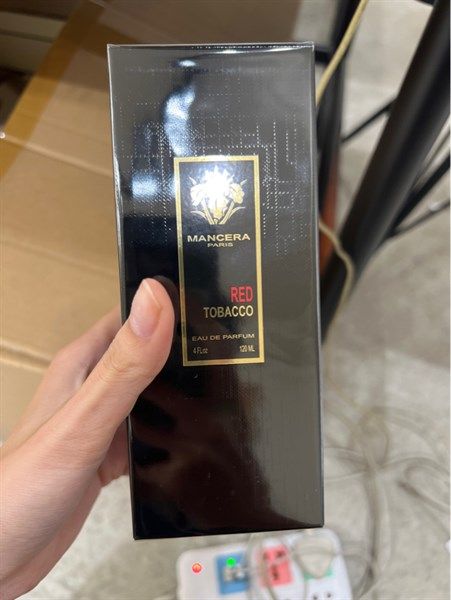 MANCERA
PARIS
RED
TOBACCO
EAU DE PARFUM
4 FL.oz 120 ML